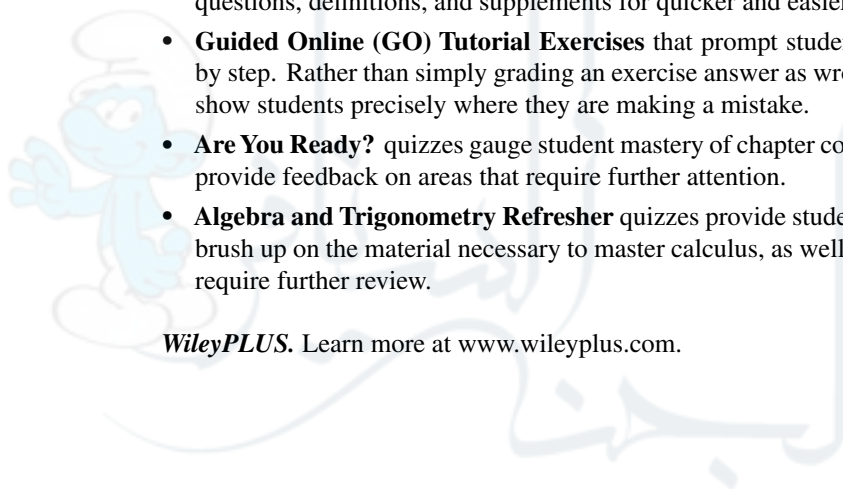 questions, definitions, and supplements for quicker and easier
• Guided Online (GO) Tutorial Exercises that prompt stude
by step. Rather than simply grading an exercise answer as wro
show students precisely where they are making a mistake.
• Are You Ready? quizzes gauge student mastery of chapter co
provide feedback on areas that require further attention.
• Algebra and Trigonometry Refresher quizzes provide stude
brush up on the material necessary to master calculus, as well
require further review.
WileyPLUS. Learn more at www.wileyplus.com.